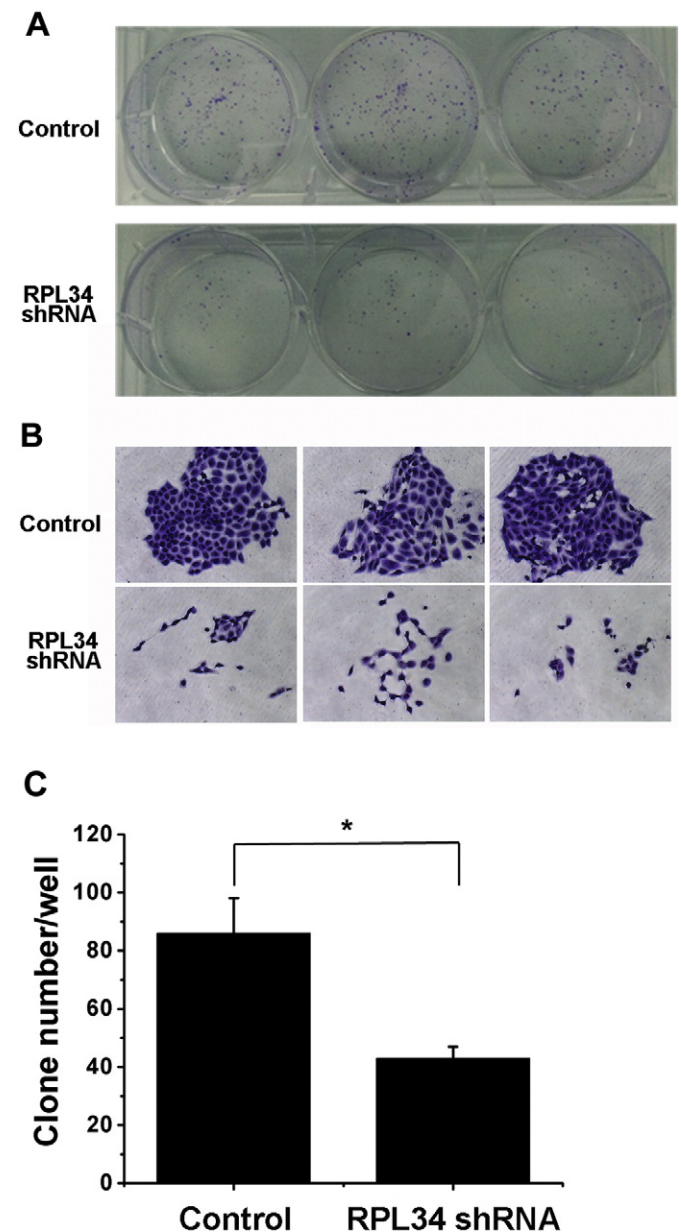 A
Control
RPL34
shRNA
B
Control
RPL34
shRNA
C
*
Clone number/well
120
100
80
60
40
20
0
Control
RPL34 shRNA